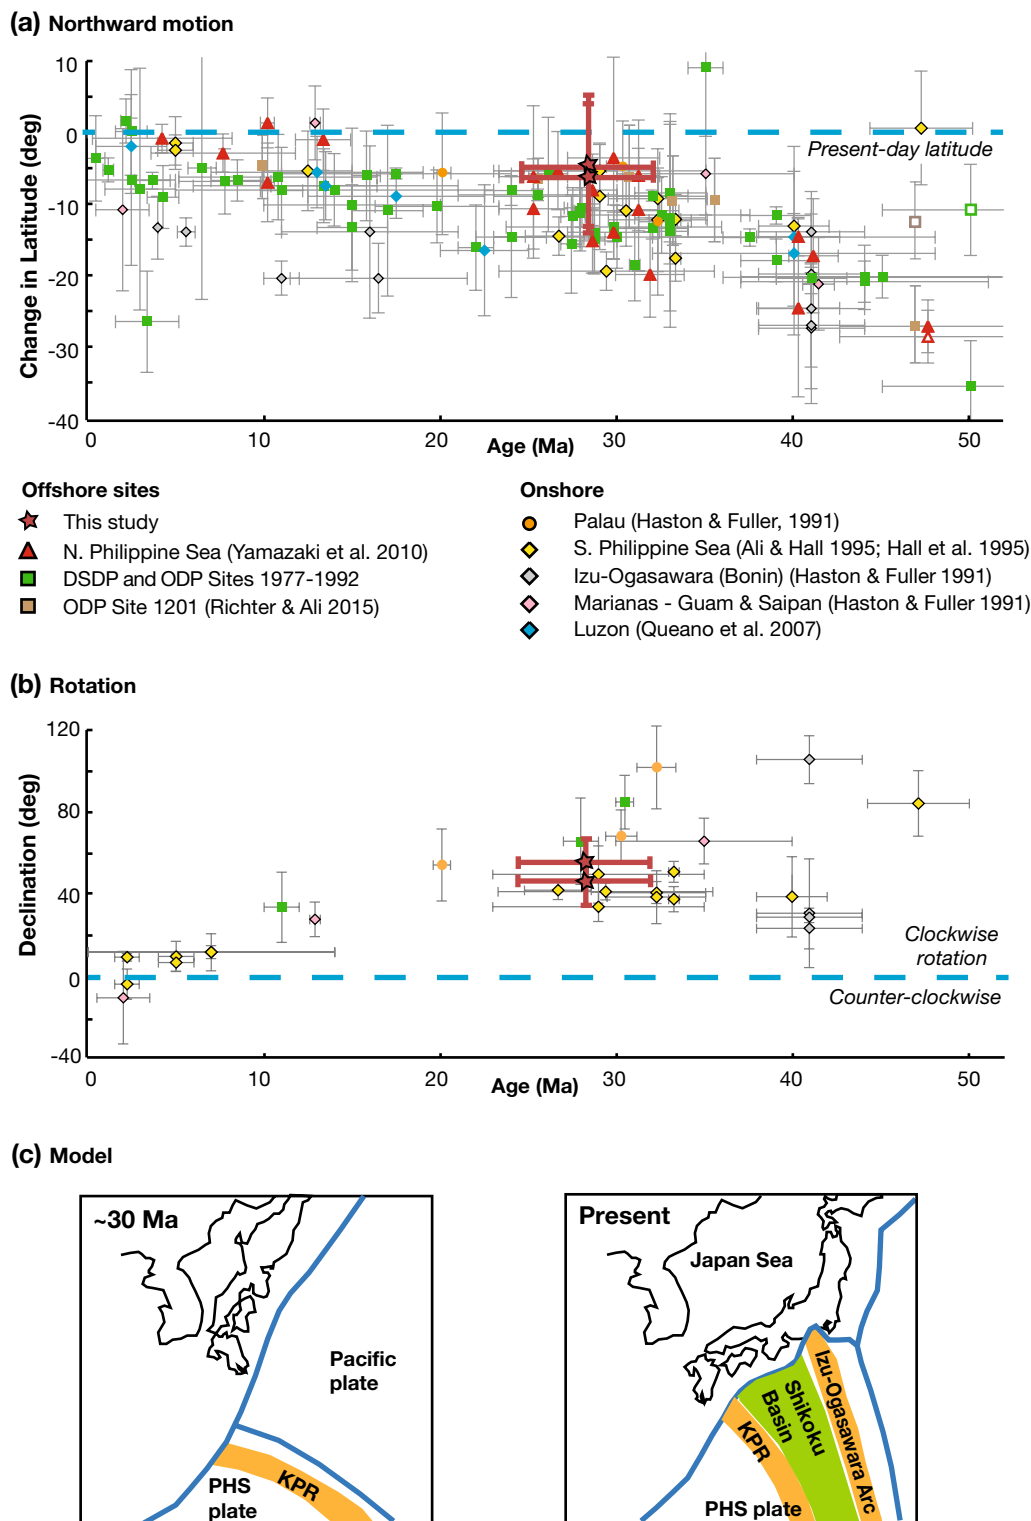 (a) Northward motion
Change in Latitude (deg)
10
0
-10
-20
-30
-40
Present-day latitude
0
10
20
30
40
50
Age (Ma)
Offshore sites
This study
N. Philippine Sea (Yamazaki et al. 2010)
DSDP and ODP Sites 1977-1992
ODP Site 1201 (Richter & Ali 2015)
Onshore
Palau (Haston & Fuller, 1991)
S. Philippine Sea (Ali & Hall 1995; Hall et al. 1995)
Izu-Ogasawara (Bonin) (Haston & Fuller 1991)
Marianas - Guam & Saipan (Haston & Fuller 1991)
Luzon (Queano et al. 2007)
(b) Rotation
Declination (deg)
120
80
40
0
-40
Clockwise
rotation
Counter-clockwise
0
10
20
30
40
50
Age (Ma)
(c) Model
~30 Ma
Pacific
plate
KPR
PHS
plate
Present
Japan Sea
Izu-Ogasawara Arc
Shikoku
Basin
KPR
PHS plate